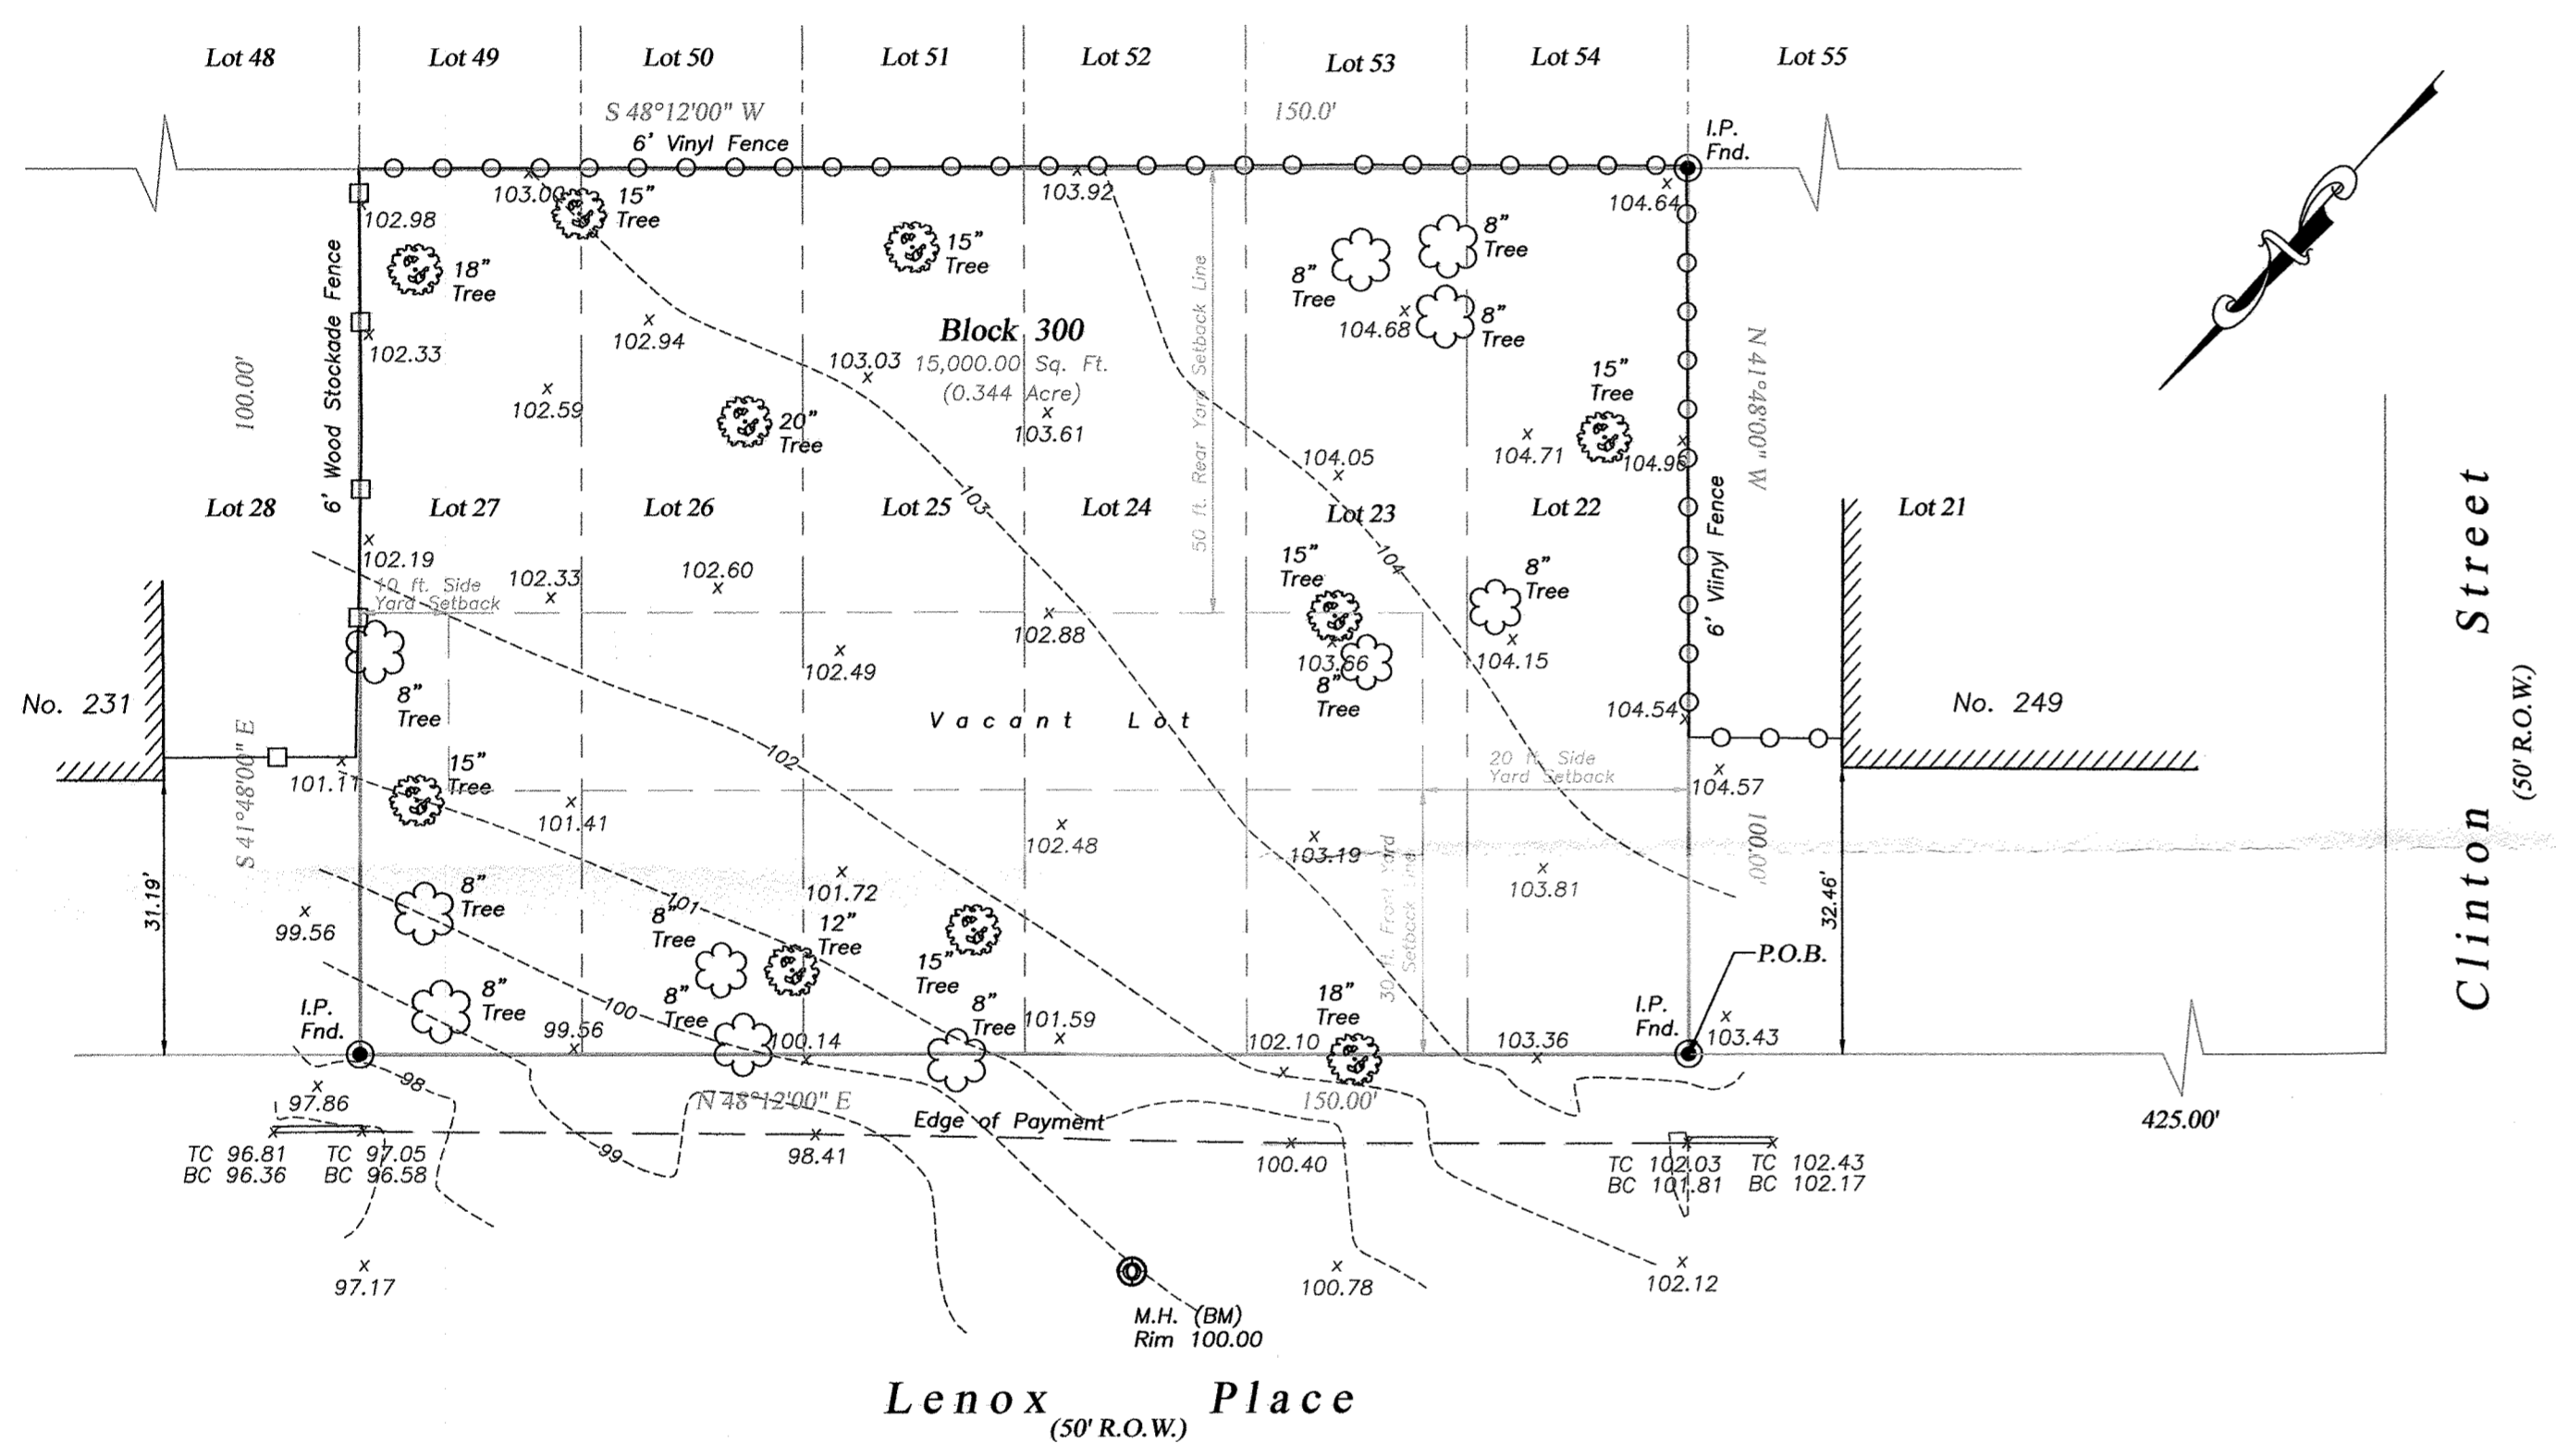 Lot 48
Lot 49
Lot 50
Lot 51
Lot 52
Lot 53
Lot 54
Lot 55
S 48°12'00" W
150.0'
6' Vinyl Fence
I.P.
Fnd.
103.00
15"
Tree
103.92
104.64
102.98
18"
Tree
15"
Tree
8"
Tree
8"
Tree
8"
Tree
104.68
6' Wood Stockade Fence
102.33
102.94
Block 300
15,000.00 Sq. Ft.
(0.344 Acre)
103.03
50 ft. Rear Yard Setback Line
N 41°48'00" W
100.00'
102.59
20"
Tree
103.61
104.05
104.71
15"
Tree
104.96
103
Lot 28
Lot 27
Lot 26
Lot 25
Lot 24
Lot 23
Lot 22
Lot 21
6' Viinyl Fence
102.19
10 ft. Side
Yard Setback
102.33
102.60
102.88
15"
Tree
104
8"
Tree
103.66
8"
Tree
104.15
102.49
No. 231
8"
Tree
Vacant Lot
104.54
No. 249
S 41°48'00" E
101.11
15"
Tree
102
20 ft. Side
Yard Setback
104.57
101.41
102.48
103.19
103.81
100.00'
30 ft. Front Yard
Setback Line
31.19'
32.46'
99.56
8"
Tree
101
101.72
8"
Tree
12"
Tree
15"
Tree
P.O.B.
I.P.
Fnd.
8"
Tree
99.56
100
8"
Tree
100.14
8"
Tree
101.59
102.10
18"
Tree
103.36
I.P.
Fnd.
103.43
98
97.86
N 48°12'00" E
150.00'
Edge of Payment
425.00'
TC 96.81
BC 96.36
TC 97.05
BC 96.58
99
98.41
100.40
TC 102.03
BC 101.81
TC 102.43
BC 102.17
97.17
100.78
102.12
M.H. (BM)
Rim 100.00
Lenox Place
(50' R.O.W.)
Clinton Street
(50' R.O.W.)